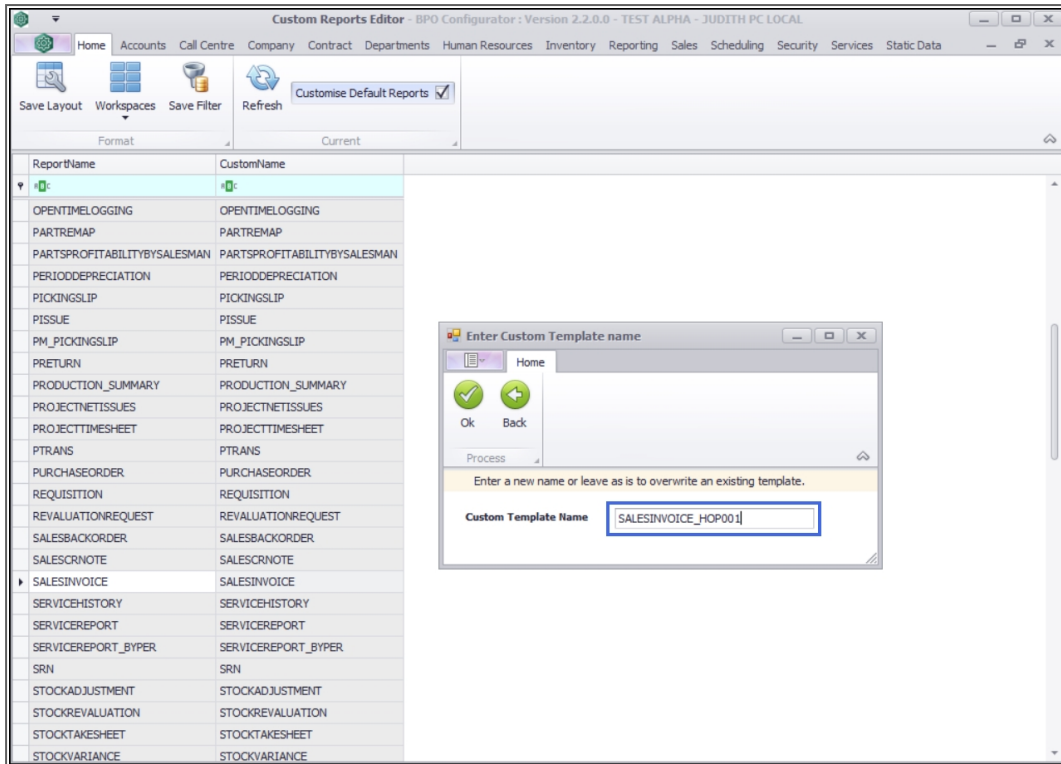 Custom Reports Editor - BPO Configurator : Version 2.2.0.0 - TEST ALPHA - JUDITH PC LOCAL
Home Accounts Call Centre Company Contract Departments Human Resources Inventory Reporting Sales Scheduling Security Services Static Data
Save Layout Workspaces Save Filter Refresh Customise Default Reports
Format Current
ReportName CustomName
OPENTIMELOGGING OPENTIMELOGGING
PARTREMAP PARTREMAP
PARTSPROFITABILITYBYSALESMAN PARTSPROFITABILITYBYSALESMAN
PERIODDEPRECIATION PERIODDEPRECIATION
PICKINGSLIP PICKINGSLIP
PISSUE PISSUE
PM_PICKINGSLIP PM_PICKINGSLIP
PRETURN PRETURN
PRODUCTION_SUMMARY PRODUCTION_SUMMARY
PROJECTNETISSUES PROJECTNETISSUES
PROJECTTIMESHEET PROJECTTIMESHEET
PTRANS PTRANS
PURCHASEORDER PURCHASEORDER
REQUISITION REQUISITION
REVALUATIONREQUEST REVALUATIONREQUEST
SALESBACKORDER SALESBACKORDER
SALESCRNOTE SALESCRNOTE
SALESINVOICE SALESINVOICE
SERVICEHISTORY SERVICEHISTORY
SERVICEREPORT SERVICEREPORT
SERVICEREPORT_BYPER SERVICEREPORT_BYPER
SRN SRN
STOCKADJUSTMENT STOCKADJUSTMENT
STOCKREVALUATION STOCKREVALUATION
STOCKTAKESHEET STOCKTAKESHEET
STOCKVARIANCE STOCKVARIANCE
Enter Custom Template name
Home
Ok Back
Process
Enter a new name or leave as is to overwrite an existing template.
Custom Template Name SALESINVOICE_HOP001